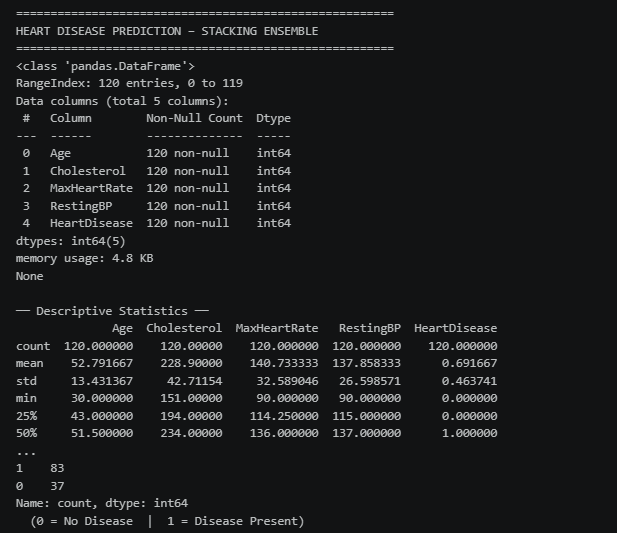 =======================================================
HEART DISEASE PREDICTION – STACKING ENSEMBLE
=======================================================
<class 'pandas.DataFrame'>
RangeIndex: 120 entries, 0 to 119
Data columns (total 5 columns):
 #   Column        Non-Null Count  Dtype
---  ------        --------------  -----
 0   Age           120 non-null    int64
 1   Cholesterol   120 non-null    int64
 2   MaxHeartRate  120 non-null    int64
 3   RestingBP     120 non-null    int64
 4   HeartDisease  120 non-null    int64
dtypes: int64(5)
memory usage: 4.8 KB
None
── Descriptive Statistics ──
              Age  Cholesterol  MaxHeartRate   RestingBP  HeartDisease
count  120.000000    120.00000    120.000000  120.000000    120.000000
mean    52.791667    228.90000    140.733333  137.858333      0.691667
std     13.431367     42.71154     32.589046   26.598571      0.463741
min     30.000000    151.00000     90.000000   90.000000      0.000000
25%     43.000000    194.00000    114.250000  115.000000      0.000000
50%     51.500000    234.00000    136.000000  137.000000      1.000000
...
1    83
0    37
Name: count, dtype: int64
  (0 = No Disease  |  1 = Disease Present)